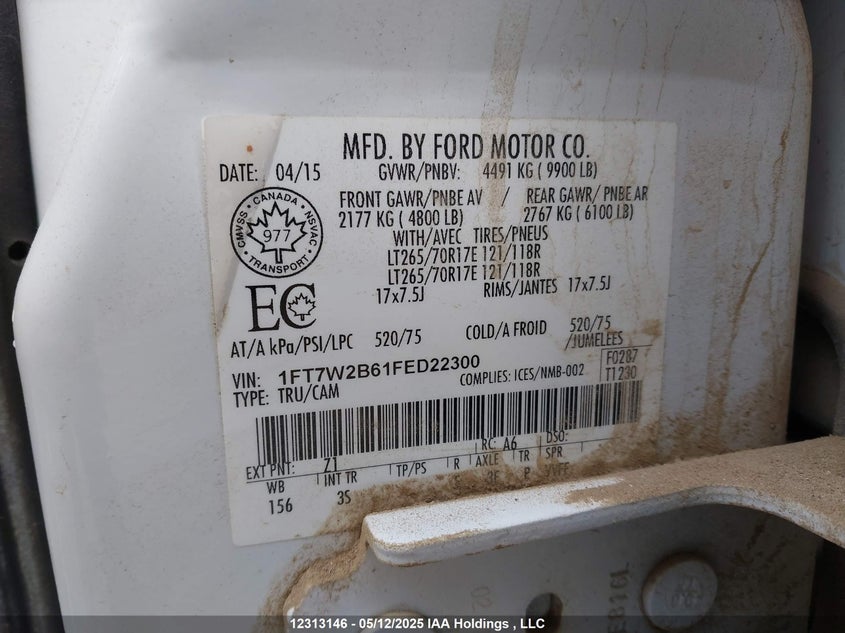 MFD. BY FORD MOTOR CO.
DATE: 04/15 GVWR/PNBV: 4491 KG ( 9900 LB)
FRONT GAWR/PNBE AV / REAR GAWR/ PNBE AR
2177 KG ( 4800 LB) 2767 KG ( 6100 LB)
WITH/AVEC TIRES/PNEUS
LT265/70R17E 121/118R
LT265/70R17E 121/118R
17x7.5J RIMS/JANTES 17x7.5J
CMVSS • CANADA • NSVAC
977
• TRANSPORT •
EC
AT/A kPa/PSI/LPC 520/75 COLD/A FROID 520/75
/JUMELEES
VIN: 1FT7W2B61FED22300 COMPLIES: ICES/NMB-002 F0287
TYPE: TRU/CAM T1230
RC: A6 DSO:
EXT PNT: Z1
WB INT TR TP/PS R AXLE TR SPR
156 3S
12313146 - 05/12/2025 IAA Holdings , LLC